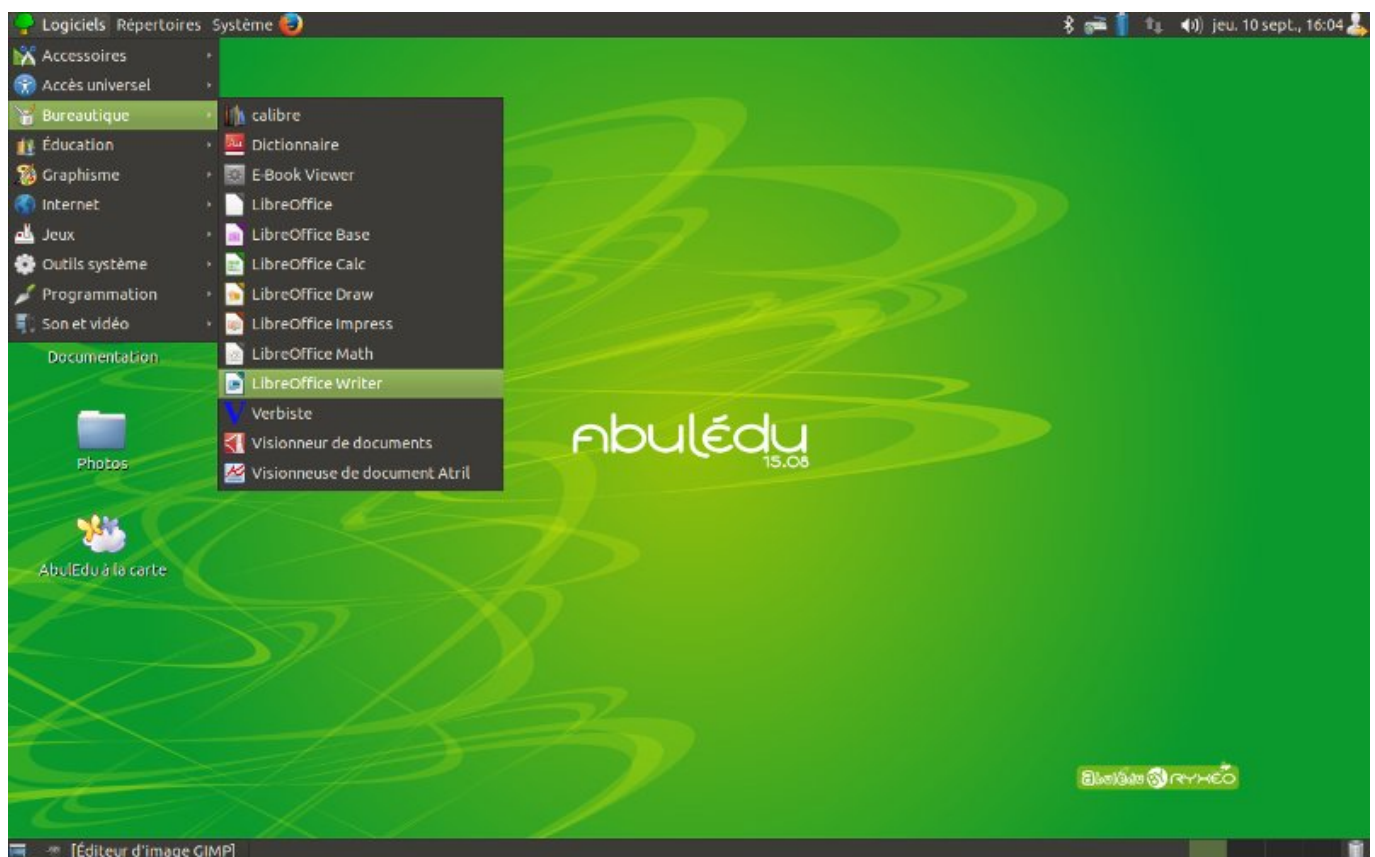 Logiciels Répertoires Système jeu. 10 sept., 16:04
Accessoires
Accès universel
Bureautique
Éducation
Graphisme
Internet
Jeux
Outils système
Programmation
Son et vidéo
calibre
Dictionnaire
E-Book Viewer
LibreOffice
LibreOffice Base
LibreOffice Calc
LibreOffice Draw
LibreOffice Impress
LibreOffice Math
LibreOffice Writer
Verbiste
Visionneur de documents
Visionneuse de document Atril
Documentation
Photos
AbulEdu à la carte
Abulédu
15.08
Abulédu RYXÉO
[Éditeur d'image GIMP]